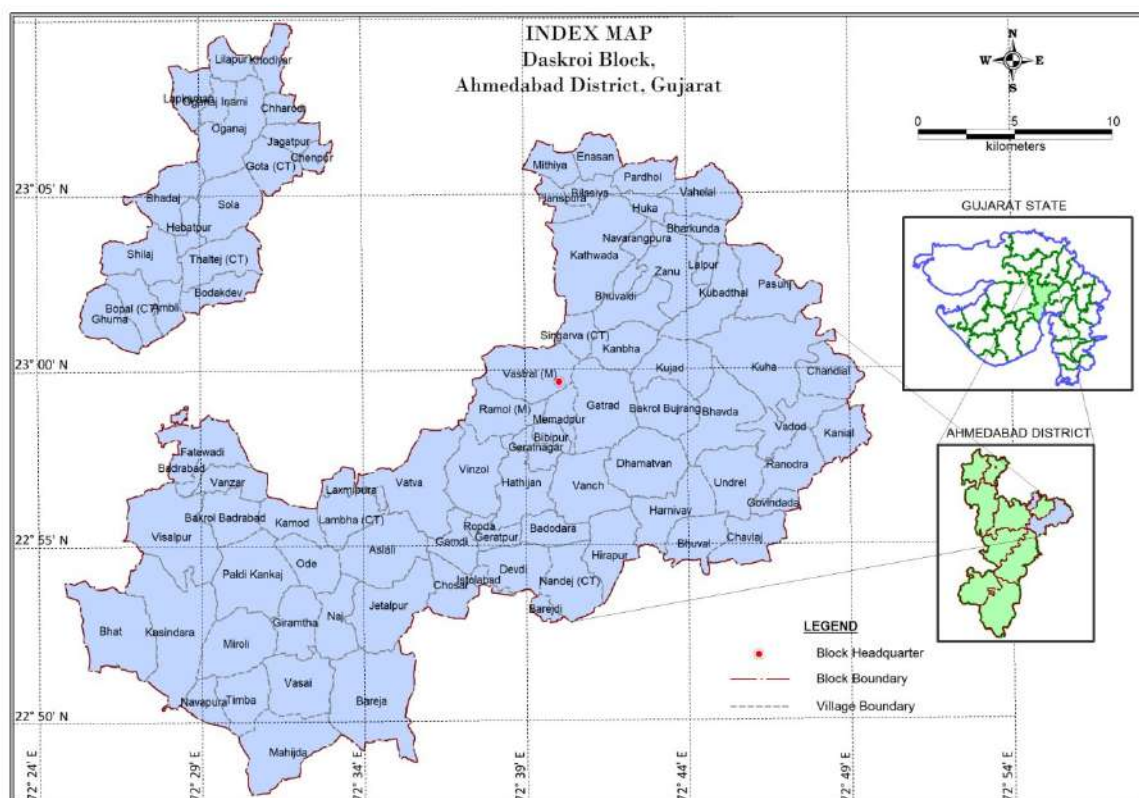 INDEX MAP
Daskroi Block,
Ahmedabad District, Gujarat
N
W E
S
0 5 10
kilometers
GUJARAT STATE
AHMEDABAD DISTRICT
LEGEND
Block Headquarter
Block Boundary
Village Boundary
23° 05' N
23° 00' N
22° 55' N
22° 50' N
72° 24' E
72° 29' E
72° 34' E
72° 39' E
72° 44' E
72° 49' E
72° 54' E
Lilapur
Khodiyar
Oganaj Inami
Chharodi
Oganaj
Jagatpur
Chenpur
Gota (CT)
Bhadaj
Sola
Hebatpur
Shilaj
Thaltej (CT)
Bodakdev
Bopal (CT)
Ambli
Ghuma
Enasan
Mithiya
Pardhol
Bilasiya
Vahelal
Hanspura
Huka
Bharkunda
Navarangpura
Kathwada
Zanu
Lalpur
Pasunj
Bhuvaldi
Kubadthal
Singarva (CT)
Kanbha
Kujad
Kuha
Chandial
Vastral (M)
Ramol (M)
Gatrad
Bakrol Bujrang
Bhavda
Memadpur
Vadod
Kanial
Bibipur
Geratnagar
Fatewadi
Badrabad
Vanzar
Vinzol
Dhamatvan
Ranodra
Laxmipura
Vatva
Hathijan
Vanch
Undrel
Govindada
Bakrol Badrabad
Kamod
Lambha (CT)
Harnivav
Visalpur
Ropda
Badodara
Aslali
Gamdi
Geratpur
Bhuval
Chavlaj
Hirapur
Ode
Paldi Kankaj
Devdi
Istolabad
Nandej (CT)
Chosar
Jetalpur
Barejdi
Bhat
Kasindara
Giramtha
Naj
Miroli
Vasai
Navapura
Timba
Bareja
Mahijda